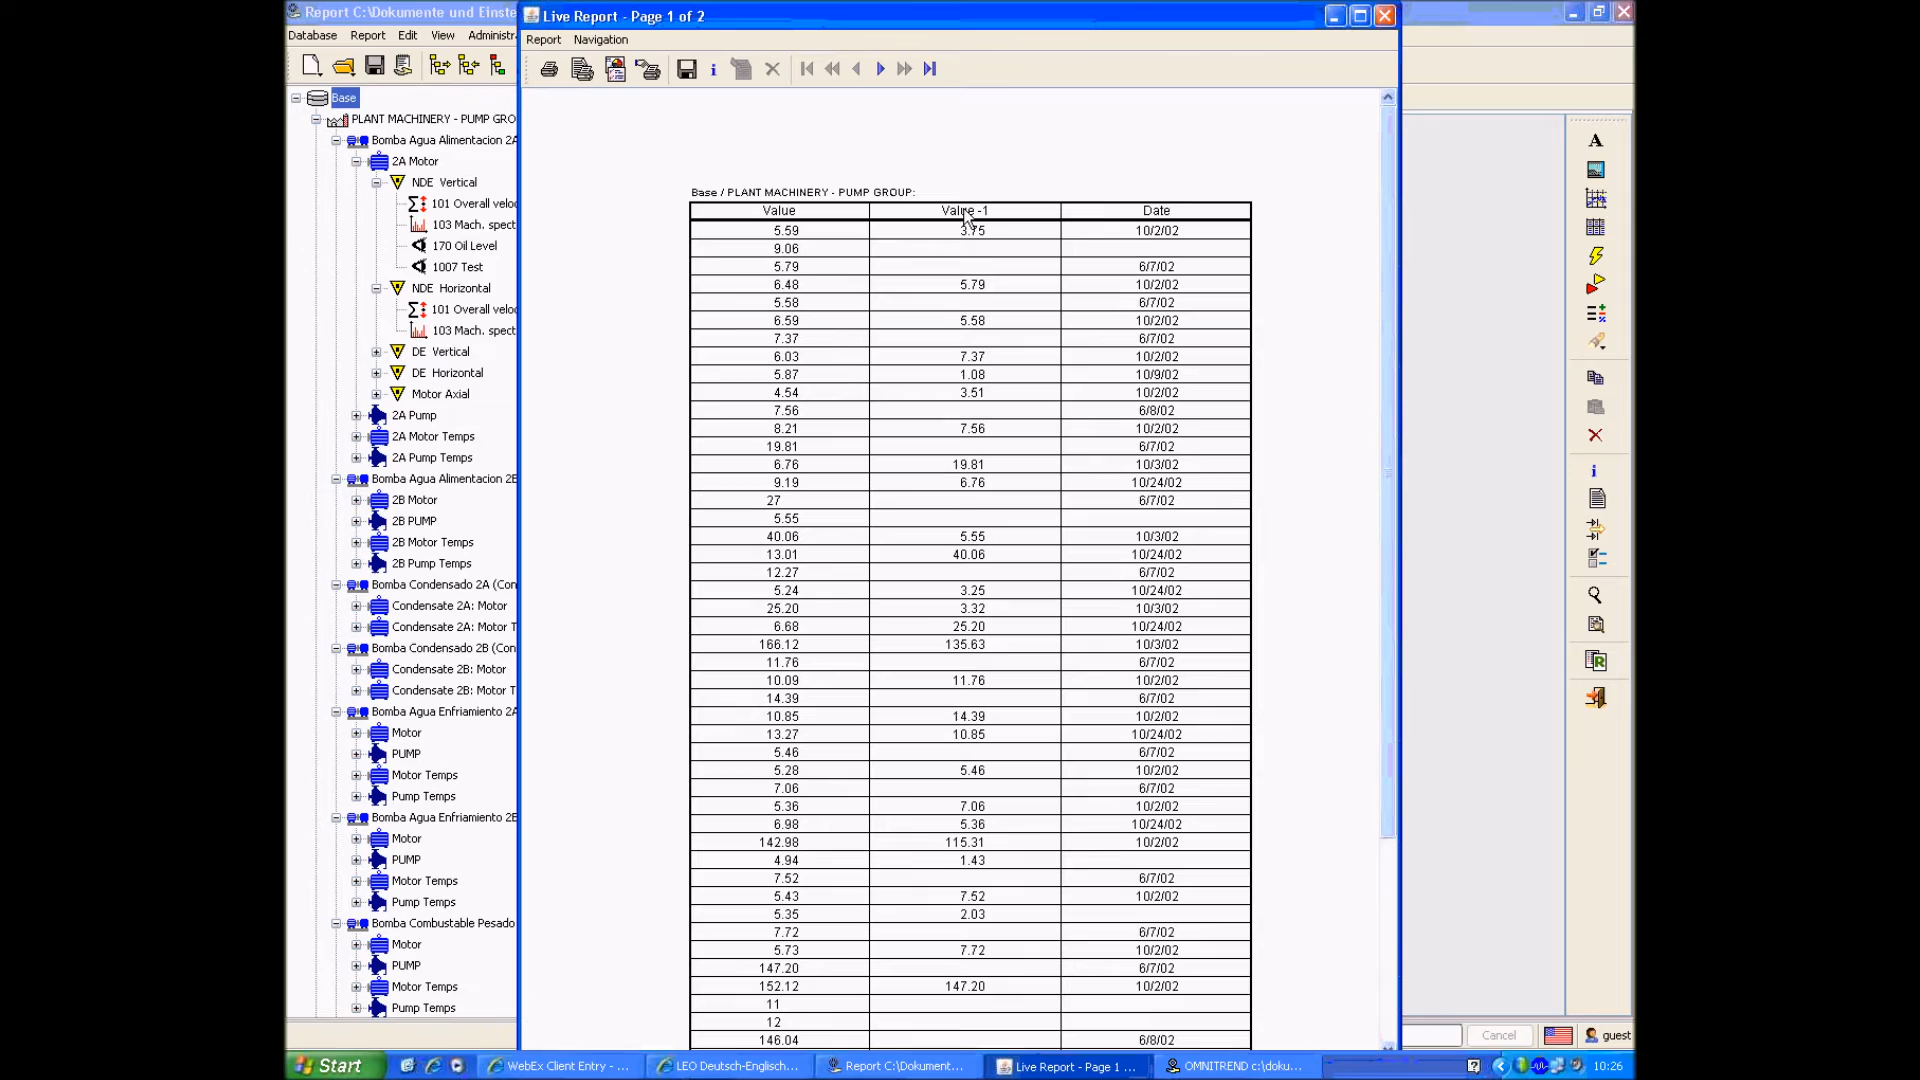 Report C:\Dokumente und Einste
Live Report - Page 1 of 2
Database Report Edit View Administr
Report Navigation
Base
PLANT MACHINERY - PUMP GRO
Bomba Agua Alimentacion 2A
2A Motor
NDE Vertical
101 Overall velo
103 Mach. spect
170 Oil Level
1007 Test
NDE Horizontal
101 Overall velo
103 Mach. spect
DE Vertical
DE Horizontal
Motor Axial
2A Pump
2A Motor Temps
2A Pump Temps
Bomba Agua Alimentacion 2B
2B Motor
2B PUMP
2B Motor Temps
2B Pump Temps
Bomba Condensado 2A (Con
Condensate 2A: Motor
Condensate 2A: Motor T
Bomba Condensado 2B (Con
Condensate 2B: Motor
Condensate 2B: Motor T
Bomba Agua Enfriamiento 2A
Motor
PUMP
Motor Temps
Pump Temps
Bomba Agua Enfriamiento 2B
Motor
PUMP
Motor Temps
Pump Temps
Bomba Combustable Pesado
Motor
PUMP
Motor Temps
Pump Temps
Base / PLANT MACHINERY - PUMP GROUP:
Value Value -1 Date
5.59 3.75 10/2/02
9.06
5.79 6/7/02
6.48 5.79 10/2/02
5.58 6/7/02
6.59 5.58 10/2/02
7.37 6/7/02
6.03 7.37 10/2/02
5.87 1.08 10/9/02
4.54 3.51 10/2/02
7.56 6/8/02
8.21 7.56 10/2/02
19.81 6/7/02
6.76 19.81 10/3/02
9.19 6.76 10/24/02
27 6/7/02
5.55
40.06 5.55 10/3/02
13.01 40.06 10/24/02
12.27 6/7/02
5.24 3.25 10/24/02
25.20 3.32 10/3/02
6.68 25.20 10/24/02
166.12 135.63 10/3/02
11.76 6/7/02
10.09 11.76 10/2/02
14.39 6/7/02
10.85 14.39 10/2/02
13.27 10.85 10/24/02
5.46 6/7/02
5.28 5.46 10/2/02
7.06 6/7/02
5.36 7.06 10/2/02
6.98 5.36 10/24/02
142.98 115.31 10/2/02
4.94 1.43
7.52 6/7/02
5.43 7.52 10/2/02
5.35 2.03
7.72 6/7/02
5.73 7.72 10/2/02
147.20 6/7/02
152.12 147.20 10/2/02
11
12
146.04 6/8/02
Cancel guest
Start WebEx Client Entry - ... LEO Deutsch-Englisch... Report C:\Dokument... Live Report - Page 1 ... OMNITREND c:\doku... 10:26